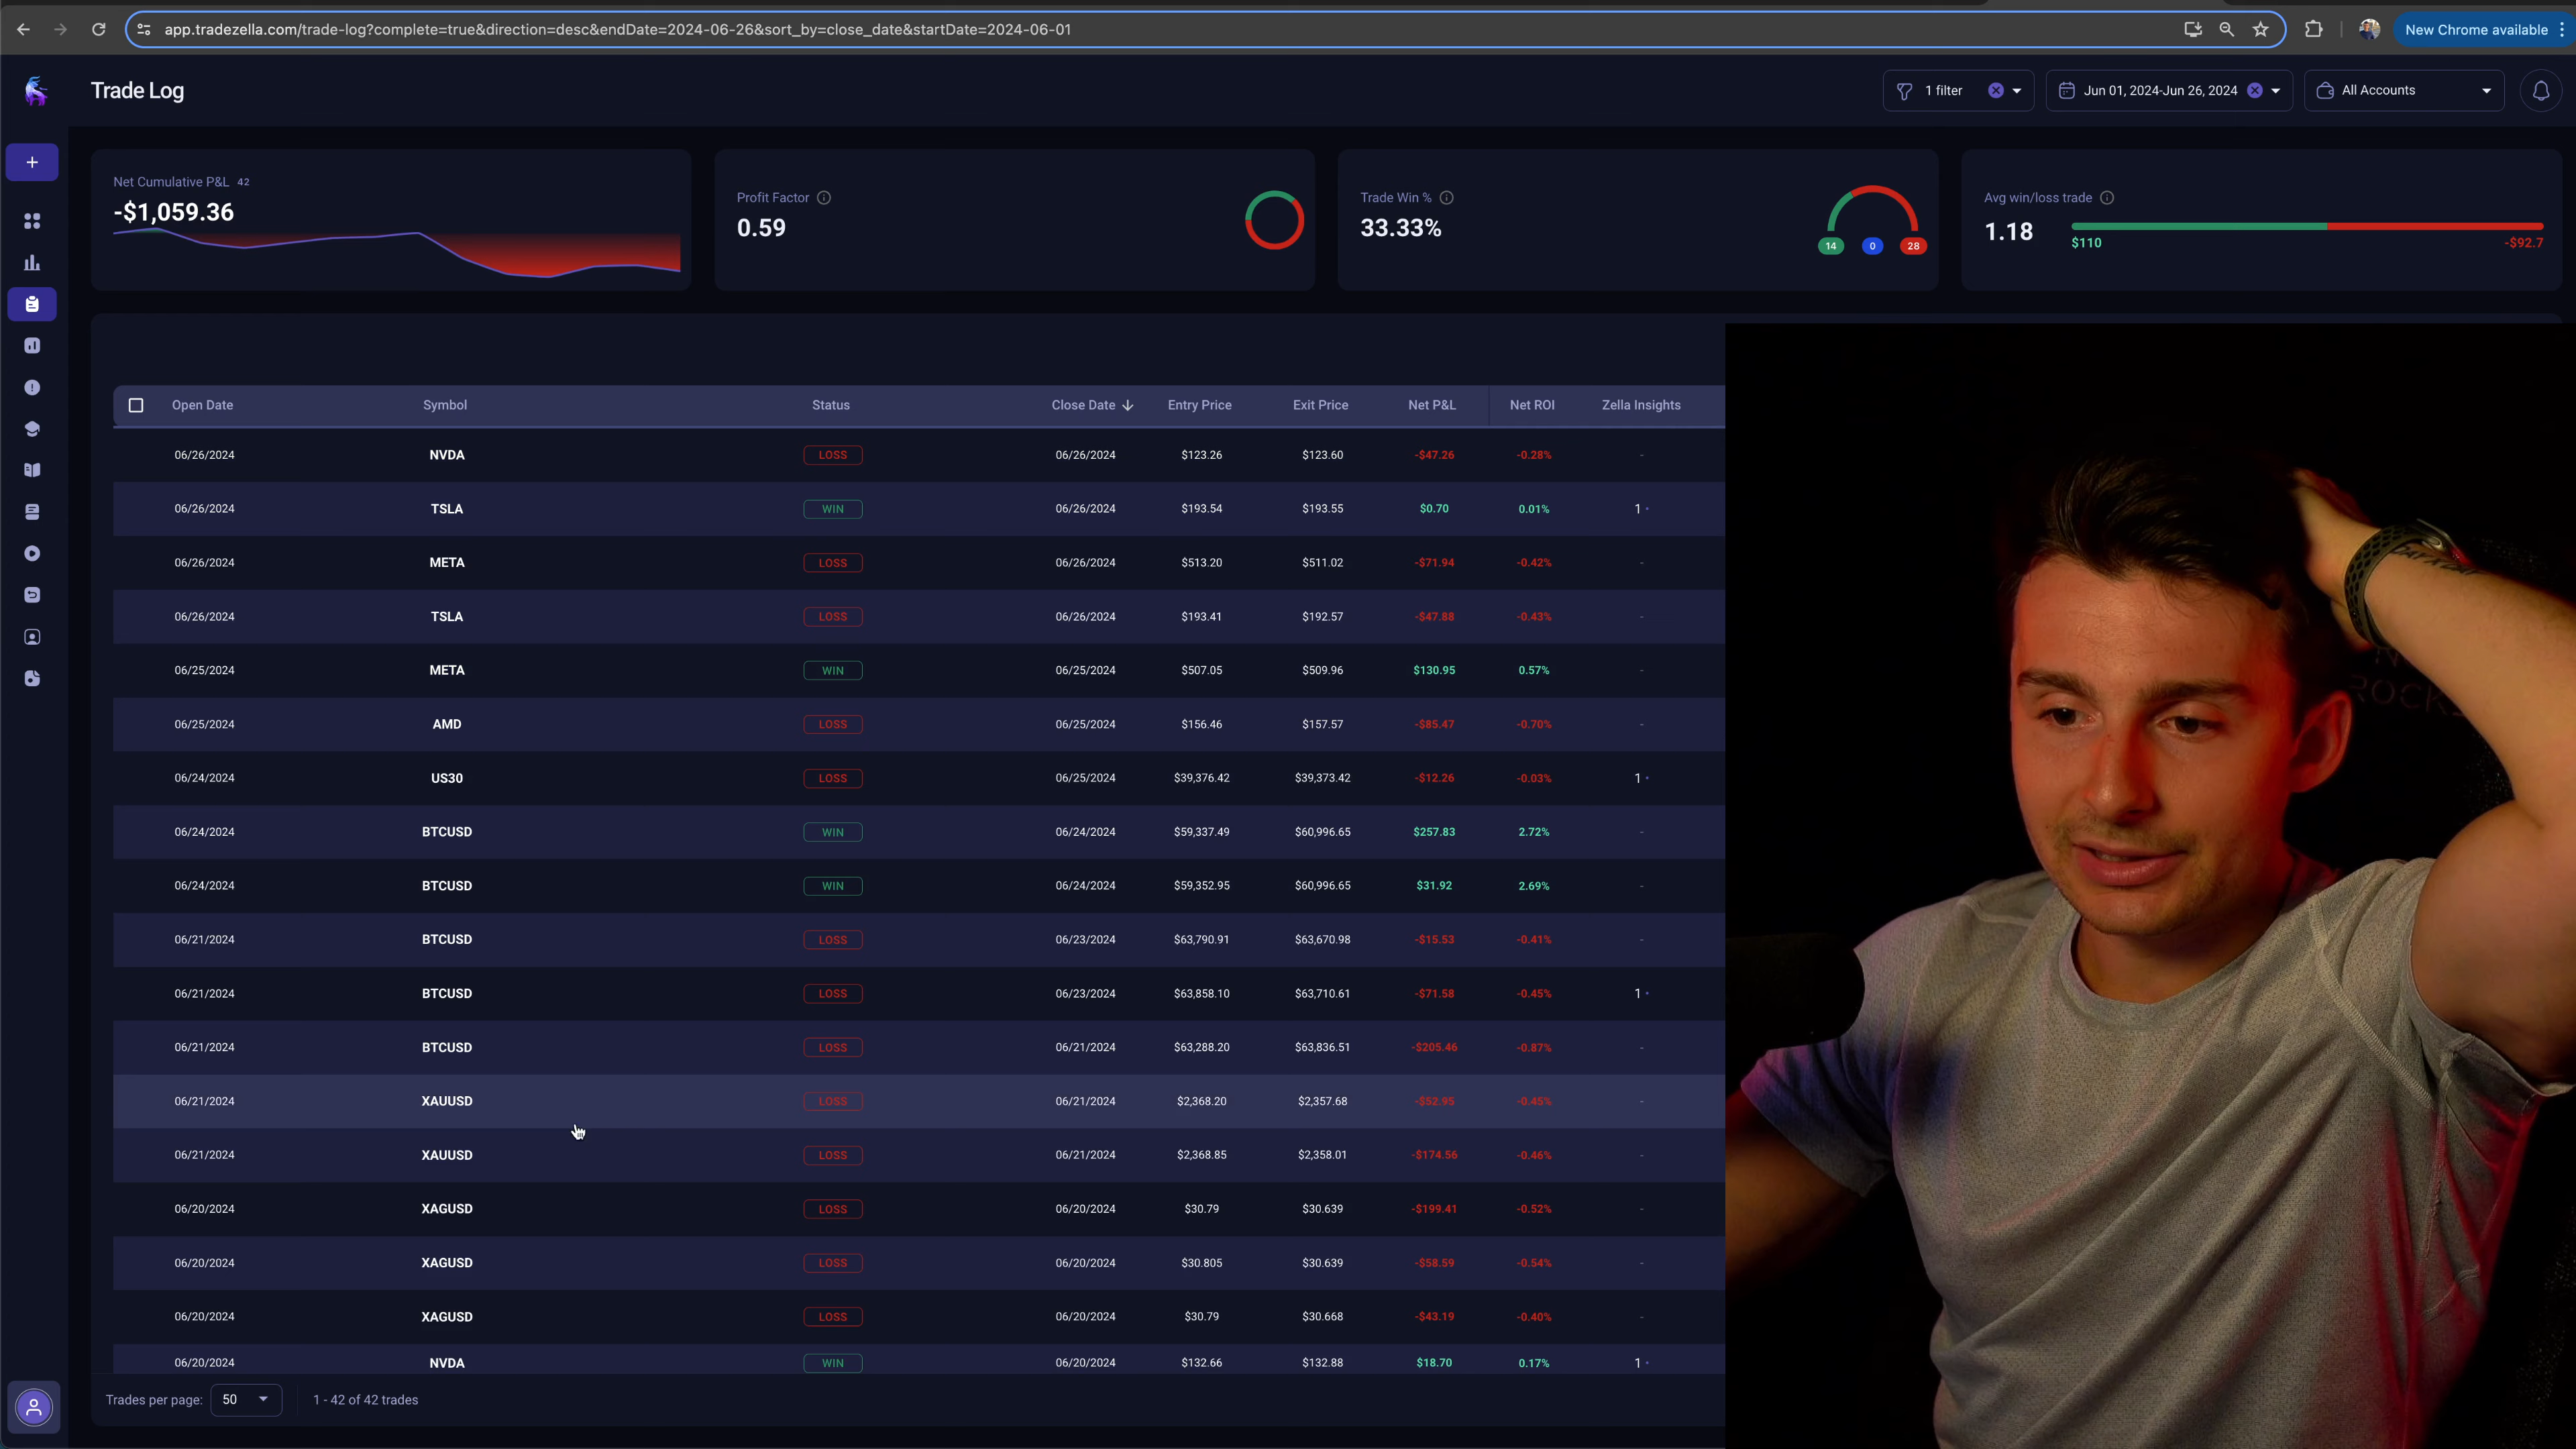 app.tradezella.com/trade-log?complete=true&direction=desc&endDate=2024-06-26&sort_by=close_date&startDate=2024-06-01
New Chrome available
Trade Log
1 filter
Jun 01, 2024-Jun 26, 2024
All Accounts
Net Cumulative P&L 42
-$1,059.36
Profit Factor
0.59
Trade Win %
33.33%
14 0 28
Avg win/loss trade
1.18
$110 -$92.7
Open Date Symbol Status Close Date Entry Price Exit Price Net P&L Net ROI Zella Insights
06/26/2024 NVDA LOSS 06/26/2024 $123.26 $123.60 -$47.26 -0.28% -
06/26/2024 TSLA WIN 06/26/2024 $193.54 $193.55 $0.70 0.01% 1
06/26/2024 META LOSS 06/26/2024 $513.20 $511.02 -$71.94 -0.42% -
06/26/2024 TSLA LOSS 06/26/2024 $193.41 $192.57 -$47.88 -0.43% -
06/25/2024 META WIN 06/25/2024 $507.05 $509.96 $130.95 0.57% -
06/25/2024 AMD LOSS 06/25/2024 $156.46 $157.57 -$85.47 -0.70% -
06/24/2024 US30 LOSS 06/25/2024 $39,376.42 $39,373.42 -$12.26 -0.03% 1
06/24/2024 BTCUSD WIN 06/24/2024 $59,337.49 $60,996.65 $257.83 2.72% -
06/24/2024 BTCUSD WIN 06/24/2024 $59,352.95 $60,996.65 $31.92 2.69% -
06/21/2024 BTCUSD LOSS 06/23/2024 $63,790.91 $63,670.98 -$15.53 -0.41% -
06/21/2024 BTCUSD LOSS 06/23/2024 $63,858.10 $63,710.61 -$71.58 -0.45% 1
06/21/2024 BTCUSD LOSS 06/21/2024 $63,288.20 $63,836.51 -$205.46 -0.87% -
06/21/2024 XAUUSD LOSS 06/21/2024 $2,368.20 $2,357.68 -$52.95 -0.45% -
06/21/2024 XAUUSD LOSS 06/21/2024 $2,368.85 $2,358.01 -$174.56 -0.46% -
06/20/2024 XAGUSD LOSS 06/20/2024 $30.79 $30.639 -$199.41 -0.52% -
06/20/2024 XAGUSD LOSS 06/20/2024 $30.805 $30.639 -$58.59 -0.54% -
06/20/2024 XAGUSD LOSS 06/20/2024 $30.79 $30.668 -$43.19 -0.40% -
06/20/2024 NVDA WIN 06/20/2024 $132.66 $132.88 $18.70 0.17% 1
Trades per page: 50 1 - 42 of 42 trades